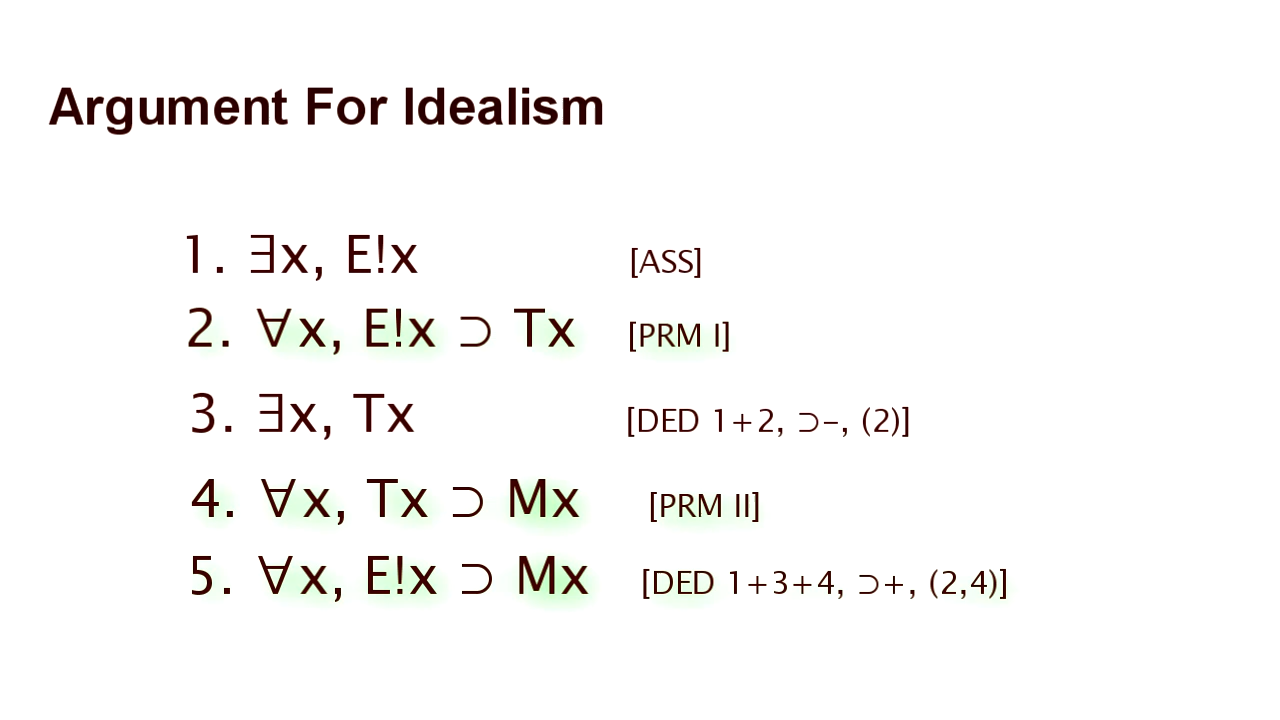 Argument For Idealism
1. ∃x, E!x [ASS]
2. ∀x, E!x ⊃ Tx [PRM I]
3. ∃x, Tx [DED 1+2, ⊃-, (2)]
4. ∀x, Tx ⊃ Mx [PRM II]
5. ∀x, E!x ⊃ Mx [DED 1+3+4, ⊃+, (2,4)]